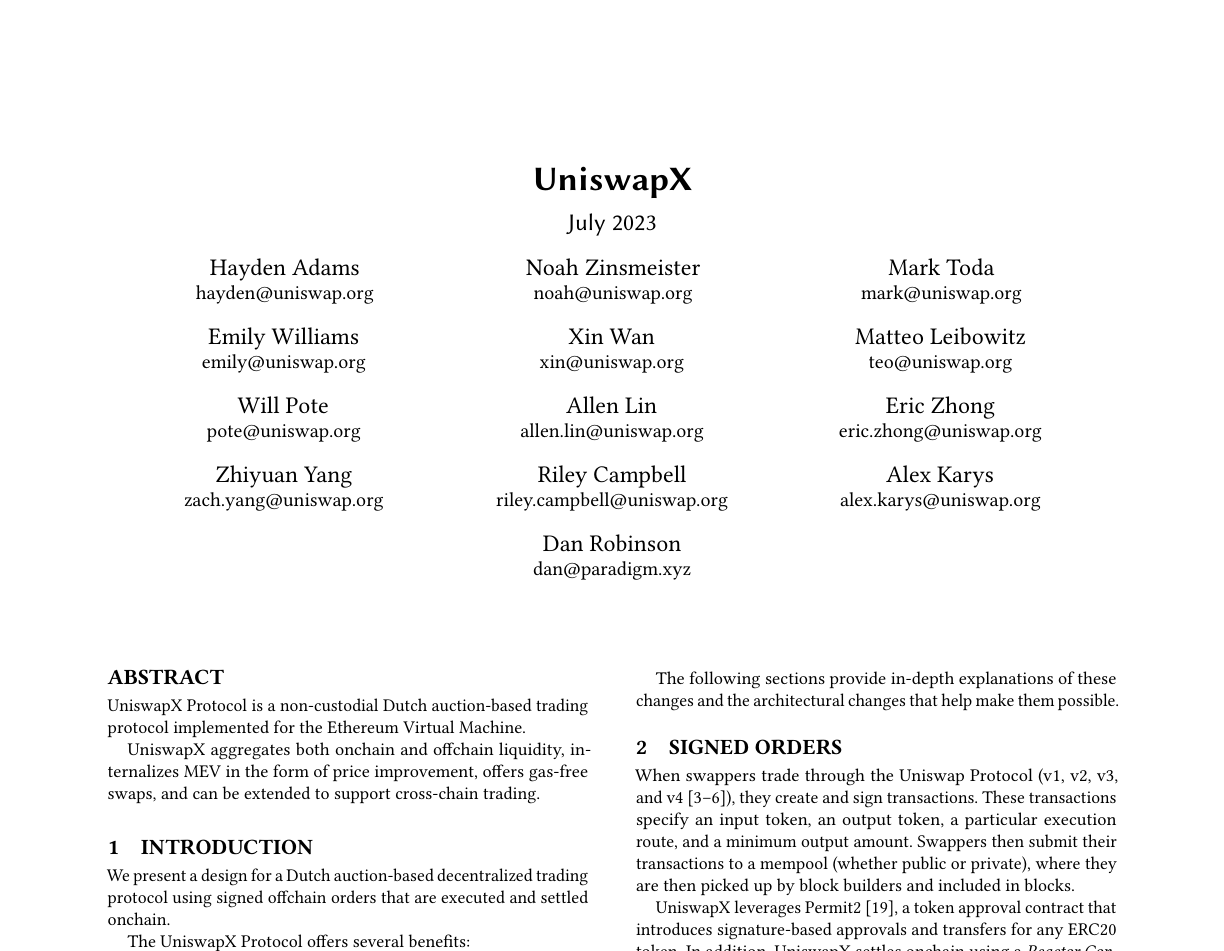 UniswapX
July 2023
Hayden Adams
hayden@uniswap.org
Noah Zinsmeister
noah@uniswap.org
Mark Toda
mark@uniswap.org
Emily Williams
emily@uniswap.org
Xin Wan
xin@uniswap.org
Matteo Leibowitz
teo@uniswap.org
Will Pote
pote@uniswap.org
Allen Lin
allen.lin@uniswap.org
Eric Zhong
eric.zhong@uniswap.org
Zhiyuan Yang
zach.yang@uniswap.org
Riley Campbell
riley.campbell@uniswap.org
Alex Karys
alex.karys@uniswap.org
Dan Robinson
dan@paradigm.xyz
ABSTRACT
UniswapX Protocol is a non-custodial Dutch auction-based trading
protocol implemented for the Ethereum Virtual Machine.
UniswapX aggregates both onchain and offchain liquidity, in-
ternalizes MEV in the form of price improvement, offers gas-free
swaps, and can be extended to support cross-chain trading.
1 INTRODUCTION
We present a design for a Dutch auction-based decentralized trading
protocol using signed offchain orders that are executed and settled
onchain.
The UniswapX Protocol offers several benefits:
The following sections provide in-depth explanations of these
changes and the architectural changes that help make them possible.
2 SIGNED ORDERS
When swappers trade through the Uniswap Protocol (v1, v2, v3,
and v4 [3–6]), they create and sign transactions. These transactions
specify an input token, an output token, a particular execution
route, and a minimum output amount. Swappers then submit their
transactions to a mempool (whether public or private), where they
are then picked up by block builders and included in blocks.
UniswapX leverages Permit2 [19], a token approval contract that
introduces signature-based approvals and transfers for any ERC20
token. In addition, UniswapX settles onchain using a Reactor Con-